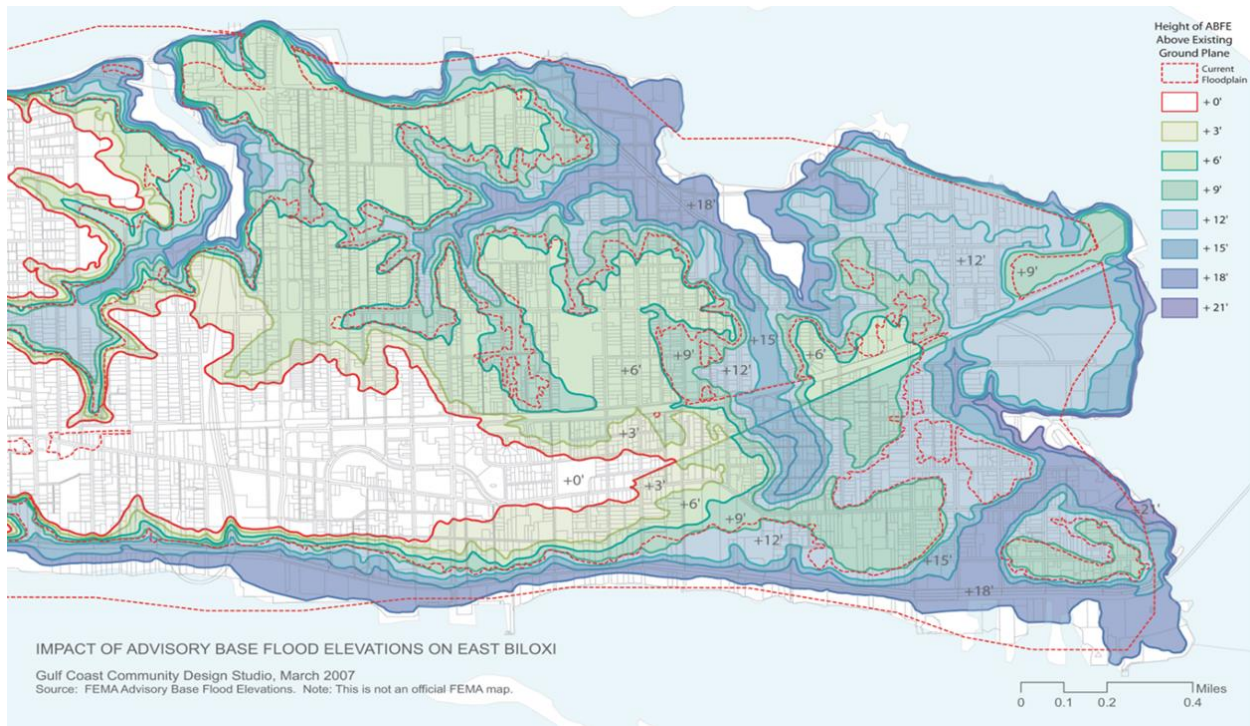 Height of ABFE
Above Existing
Ground Plane
Current
Floodplain
+ 0'
+ 3'
+ 6'
+ 9'
+ 12'
+ 15'
+ 18'
+ 21'
+18'
+12'
+9'
+15'
+6'
+9'
+12'
+6'
+3'
+0'
+3'
+6'
+9'
+12'
+15'
+18'
+21'
IMPACT OF ADVISORY BASE FLOOD ELEVATIONS ON EAST BILOXI
Gulf Coast Community Design Studio, March 2007
Source: FEMA Advisory Base Flood Elevations. Note: This is not an official FEMA map.
Miles
0 0.1 0.2 0.4